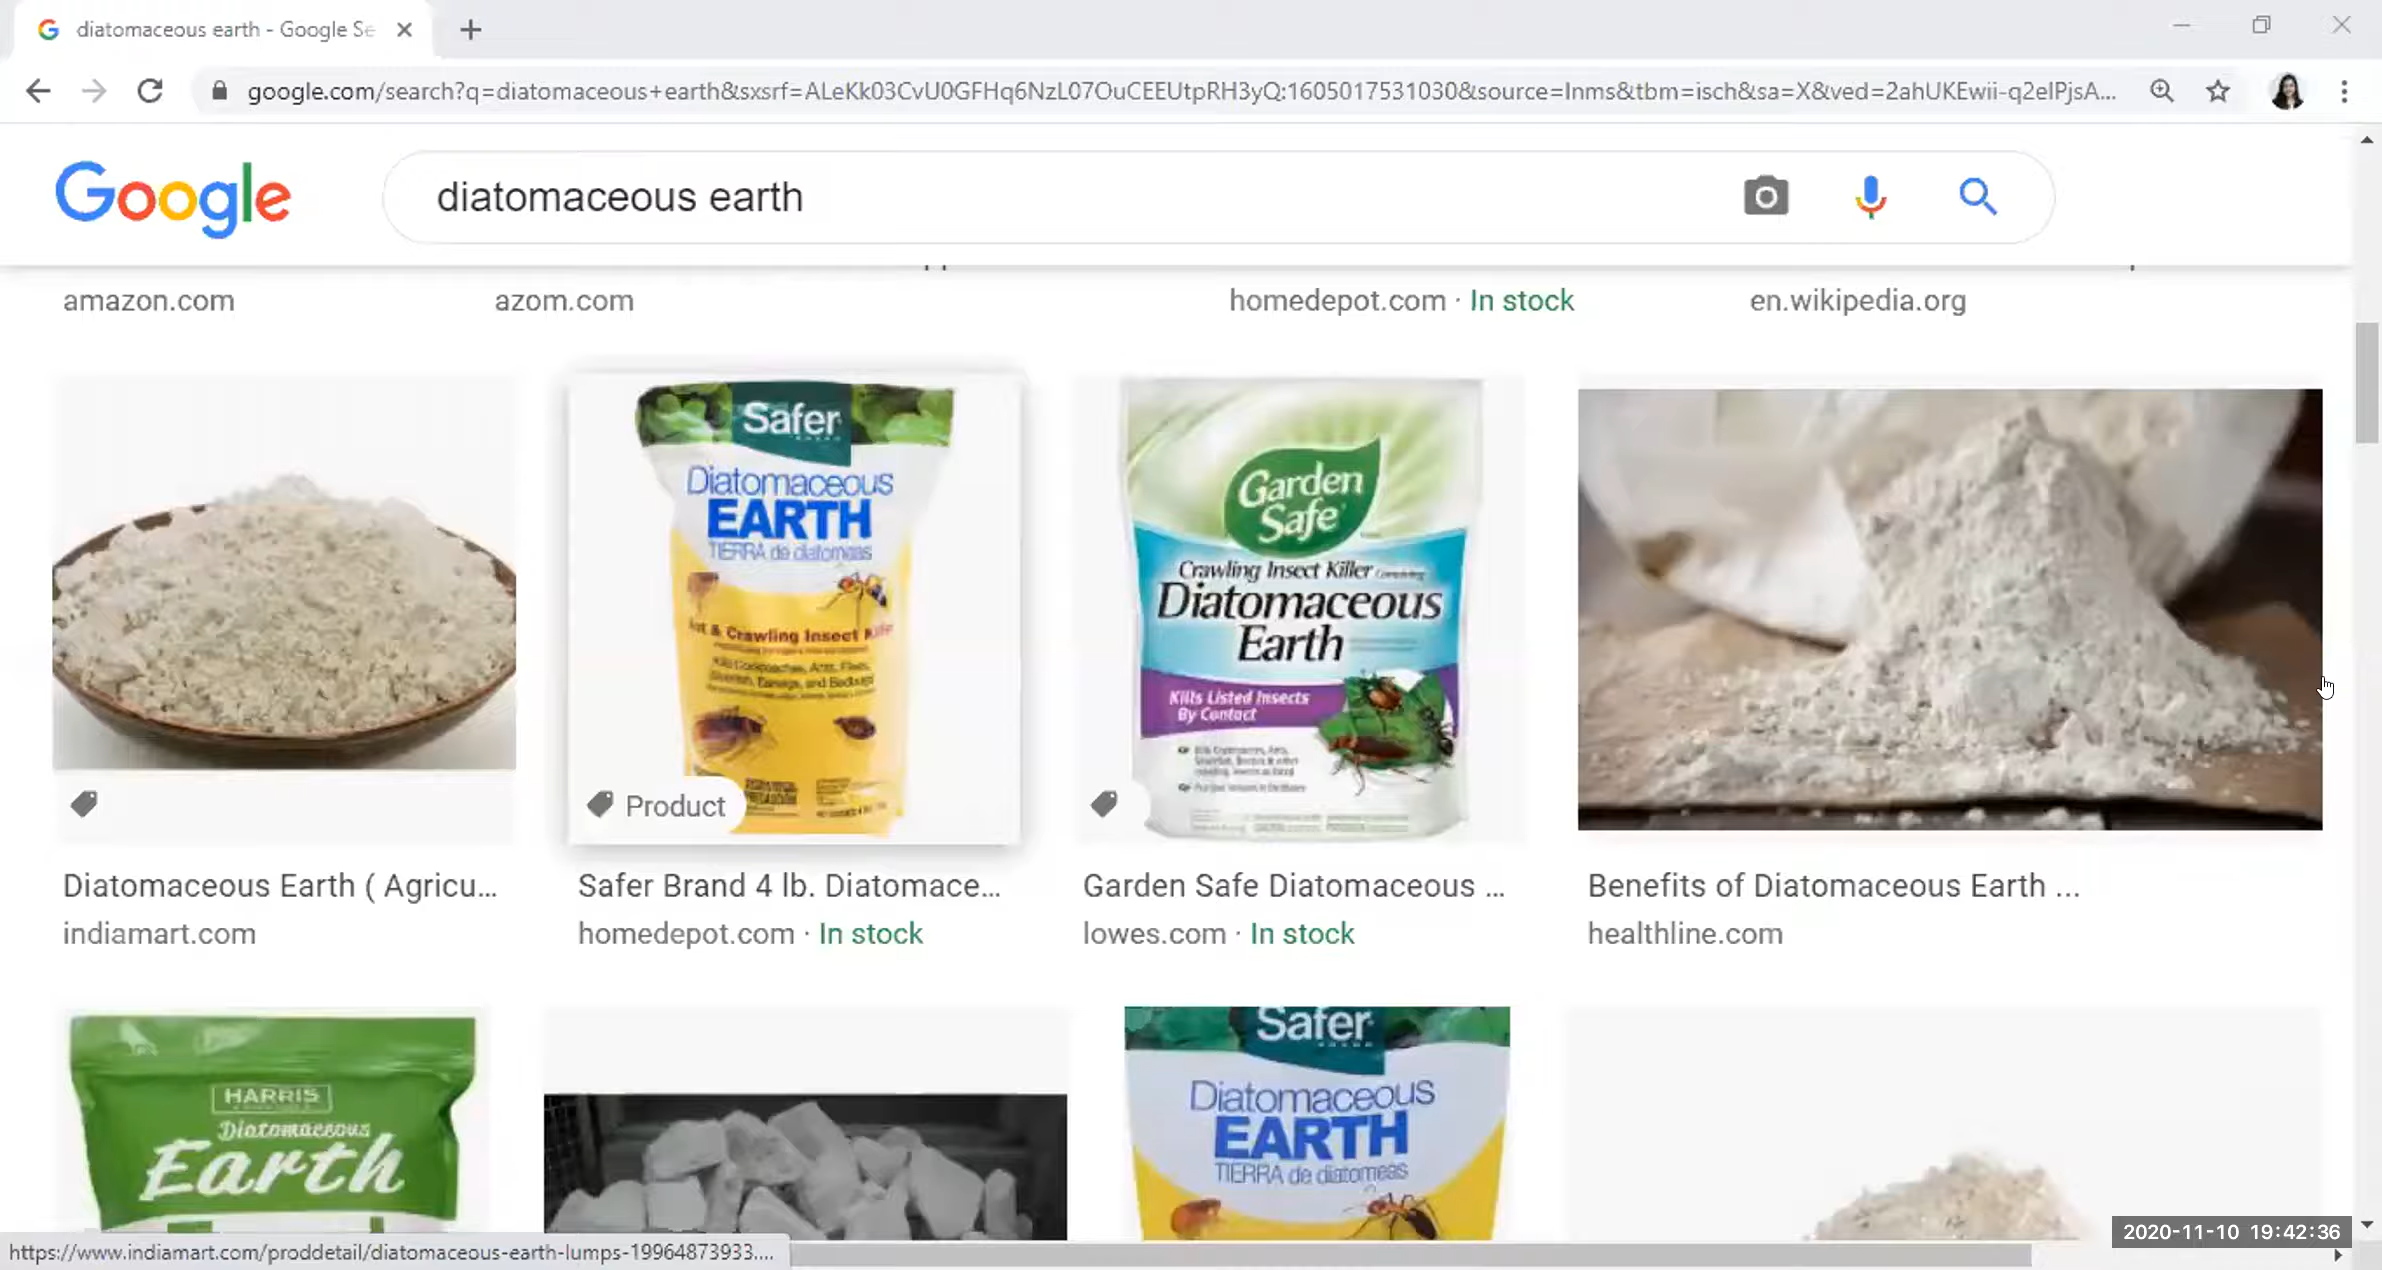 diatomaceous earth - Google Se
google.com/search?q=diatomaceous+earth&sxsrf=ALeKk03CvU0GFHq6NzL07OuCEEUtpRH3yQ:1605017531030&source=lnms&tbm=isch&sa=X&ved=2ahUKEwii-q2elPjsA...
Google
diatomaceous earth
amazon.com
azom.com
homedepot.com · In stock
en.wikipedia.org
Safer
Diatomaceous
EARTH
TIERRA de diatomeas
& Crawling Insect Killer
Product
Garden
Safe
Crawling Insect Killer
Diatomaceous
Earth
Kills Listed Insects
By Contact
Diatomaceous Earth ( Agricu...
indiamart.com
Safer Brand 4 lb. Diatomace...
homedepot.com · In stock
Garden Safe Diatomaceous ...
lowes.com · In stock
Benefits of Diatomaceous Earth ...
healthline.com
HARRIS
Diatomaceous
Earth
Safer
Diatomaceous
EARTH
TIERRA de diatomeas
https://www.indiamart.com/proddetail/diatomaceous-earth-lumps-19964873933....
2020-11-10 19:42:36